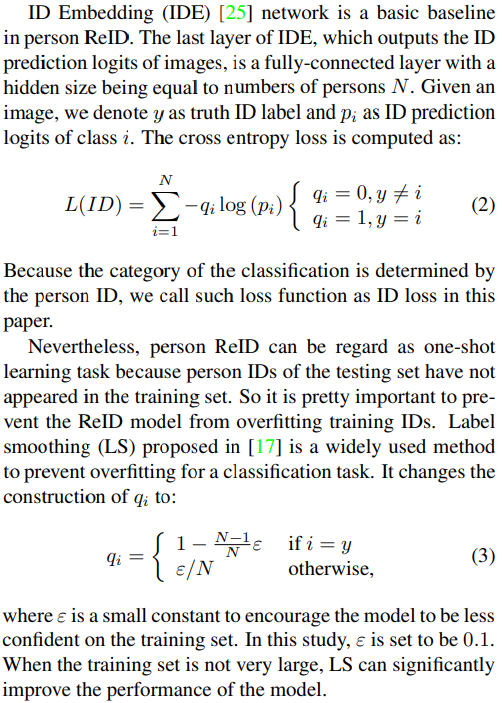 ID Embedding (IDE) [25] network is a basic baseline
in person ReID. The last layer of IDE, which outputs the ID
prediction logits of images, is a fully-connected layer with a
hidden size being equal to numbers of persons N. Given an
image, we denote y as truth ID label and p_i as ID prediction
logits of class i. The cross entropy loss is computed as:
L(ID) = \sum_{i=1}^{N} -q_i \log (p_i) \begin{cases} q_i = 0, y \neq i \\ q_i = 1, y = i \end{cases} (2)
Because the category of the classification is determined by
the person ID, we call such loss function as ID loss in this
paper.
Nevertheless, person ReID can be regard as one-shot
learning task because person IDs of the testing set have not
appeared in the training set. So it is pretty important to pre-
vent the ReID model from overfitting training IDs. Label
smoothing (LS) proposed in [17] is a widely used method
to prevent overfitting for a classification task. It changes the
construction of q_i to:
q_i = \begin{cases} 1 - \frac{N-1}{N} \varepsilon & \text{if } i = y \\ \varepsilon / N & \text{otherwise,} \end{cases} (3)
where ε is a small constant to encourage the model to be less
confident on the training set. In this study, ε is set to be 0.1.
When the training set is not very large, LS can significantly
improve the performance of the model.